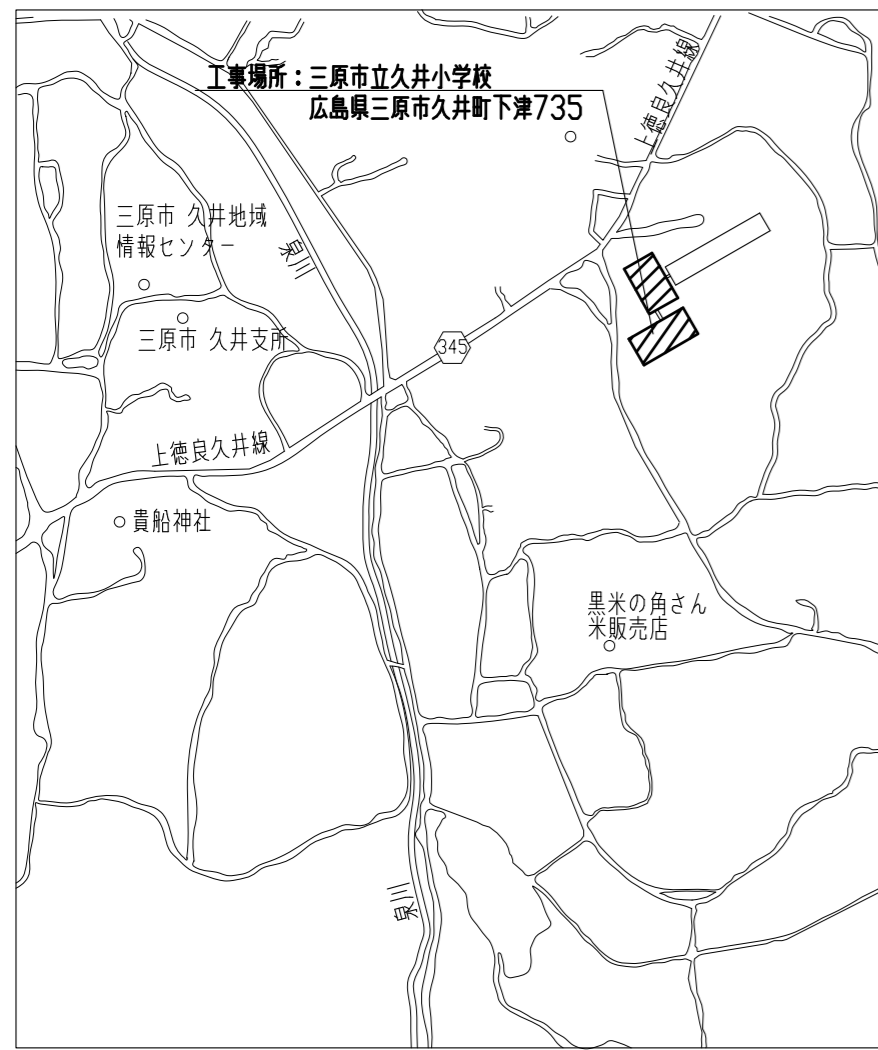 工事場所:三原市立久井小学校
広島県三原市久井町下津735
上徳良久井線
三原市 久井地域
情報センター
泉川
三原市 久井支所
345
上徳良久井線
貴船神社
黒米の角さん
米販売店
泉川